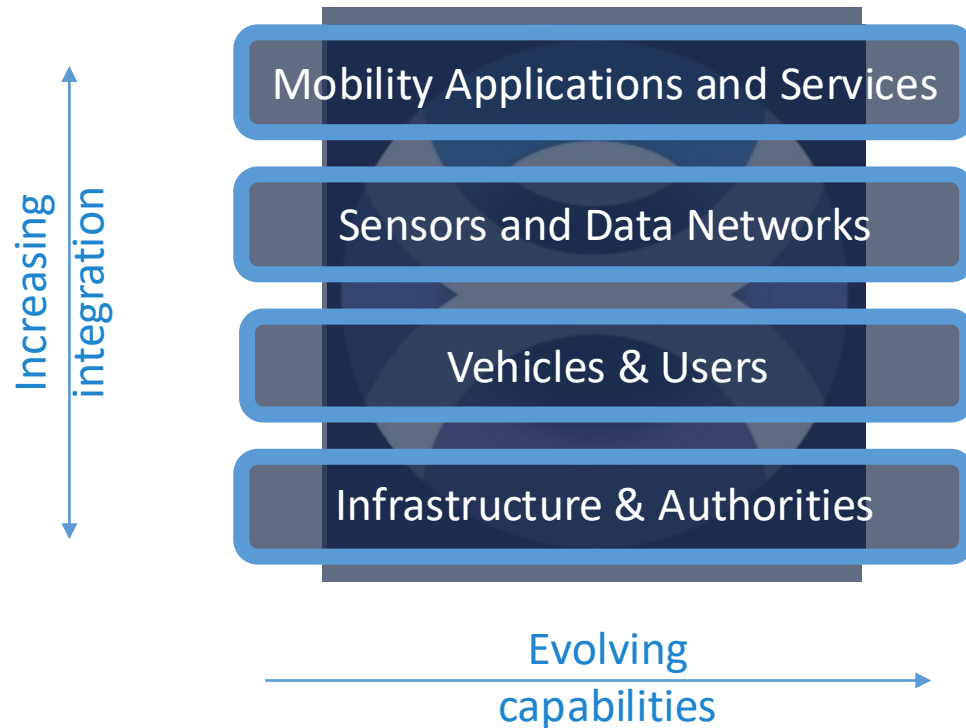 Mobility Applications and Services
Sensors and Data Networks
Vehicles & Users
Infrastructure & Authorities
Increasing
integration
Evolving
capabilities